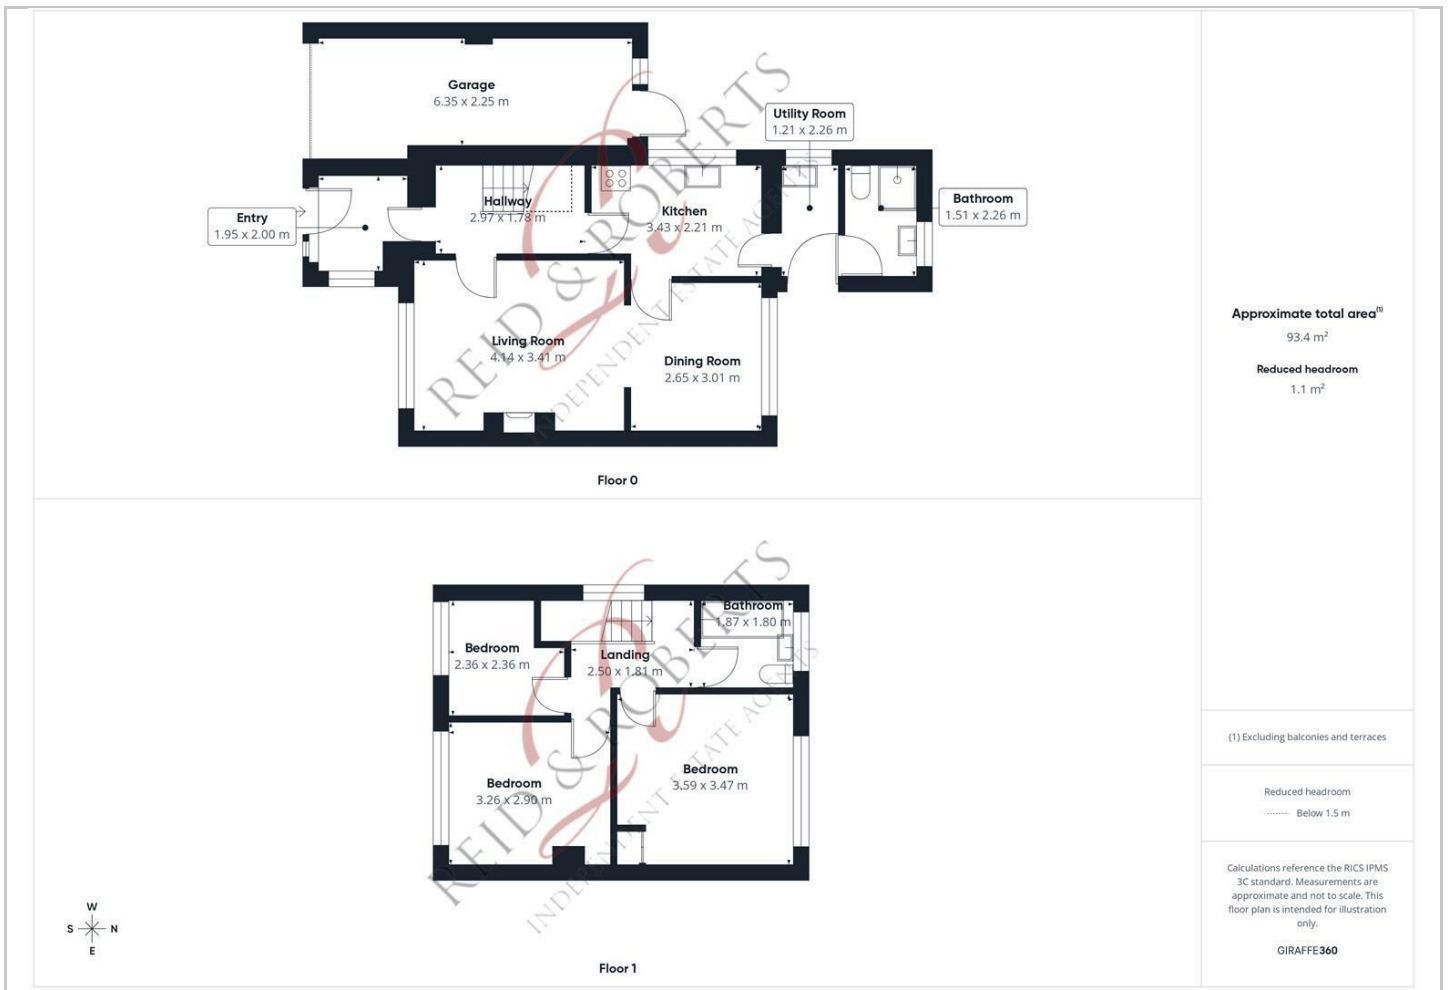 Garage
6.35 x 2.25 m
Utility Room
1.21 x 2.26 m
Entry
1.95 x 2.00 m
Hallway
2.97 x 1.78 m
Kitchen
3.43 x 2.21 m
Bathroom
1.51 x 2.26 m
Living Room
4.14 x 3.41 m
Dining Room
2.65 x 3.01 m
REID & ROBERTS
INDEPENDENT ESTATE AGENTS
Floor 0
Bedroom
2.36 x 2.36 m
Landing
2.50 x 1.81 m
Bathroom
1.87 x 1.80 m
Bedroom
3.26 x 2.90 m
Bedroom
3.59 x 3.47 m
REID & ROBERTS
INDEPENDENT ESTATE AGENTS
Floor 1
W
S N
E
Approximate total area(1)
93.4 m²
Reduced headroom
1.1 m²
(1) Excluding balconies and terraces
Reduced headroom
Below 1.5 m
Calculations reference the RICS IPMS
3C standard. Measurements are
approximate and not to scale. This
floor plan is intended for illustration
only.
GIRAFFE360